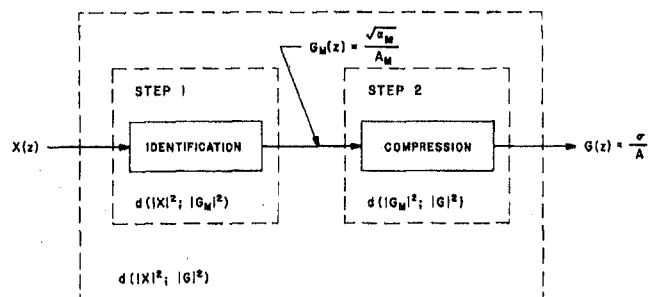 G_M(z) = √α_M / A_M
STEP 1
STEP 2
X(z)
IDENTIFICATION
COMPRESSION
G(z) = σ / A
d(|X|²; |G_M|²)
d(|G_M|²; |G|²)
d(|X|²; |G|²)